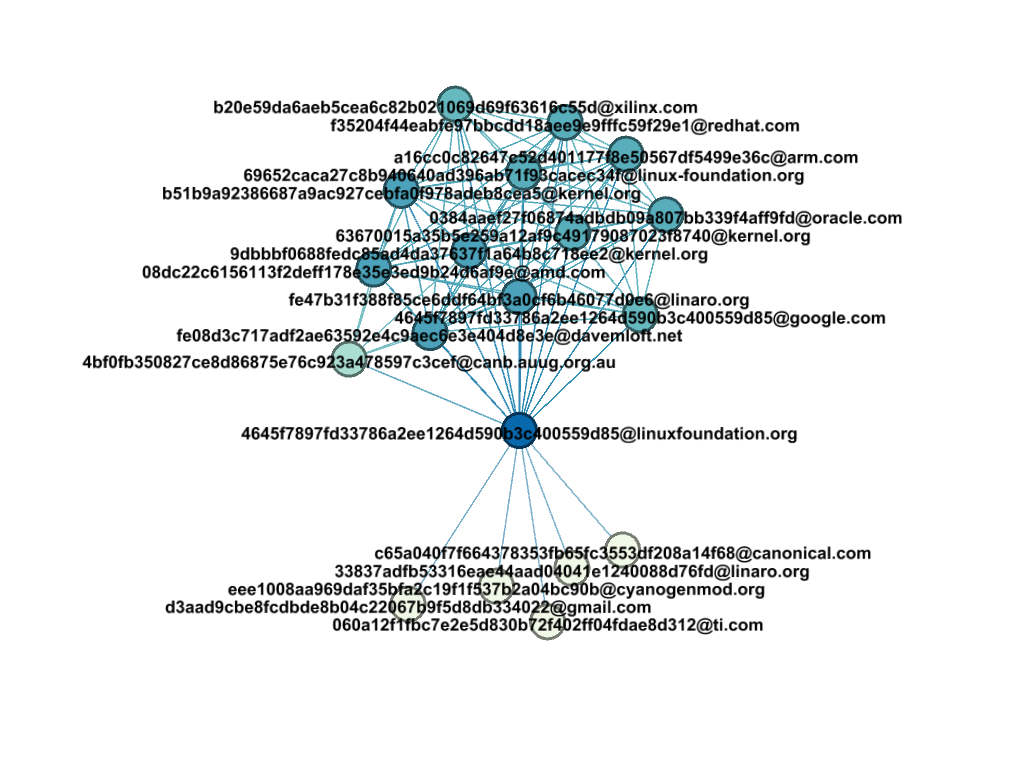 b20e59da6aeb5cea6c82b021069d69f63616c55d@xilinx.com
f35204f44eabfe97bbcdd18aee9e9fffc59f29e1@redhat.com
a16cc0c82647c52d401177f8e50567df5499e36c@arm.com
69652caca27c8b940640ad396ab71f93cacec34f@linux-foundation.org
b51b9a92386687a9ac927cebfa0f978adeb8cea5@kernel.org
0384aaef27f06874adbdb09a807bb339f4aff9fd@oracle.com
63670015a35b5e259a12af9c49179087023f8740@kernel.org
9dbbbf0688fedc85ad4da37637f1a64b8c718ee2@kernel.org
08dc22c6156113f2deff178e35e3ed9b24d6af9e@amd.com
fe47b31f388f85ce6ddf64bf3a0cf6b46077d0e6@linaro.org
4645f7897fd33786a2ee1264d590b3c400559d85@google.com
fe08d3c717adf2ae63592e4c9aec6e3e404d8e3e@davemloft.net
4bf0fb350827ce8d86875e76c923a478597c3cef@canb.auug.org.au
4645f7897fd33786a2ee1264d590b3c400559d85@linuxfoundation.org
c65a040f7f664378353fb65fc3553df208a14f68@canonical.com
33837adfb53316eae44aad04041e1240088d76fd@linaro.org
eee1008aa969daf35bfa2c19f1f537b2a04bc90b@cyanogenmod.org
d3aad9cbe8fcdbde8b04c22067b9f5d8db334022@gmail.com
060a12f1fbc7e2e5d830b72f402ff04fdae8d312@ti.com